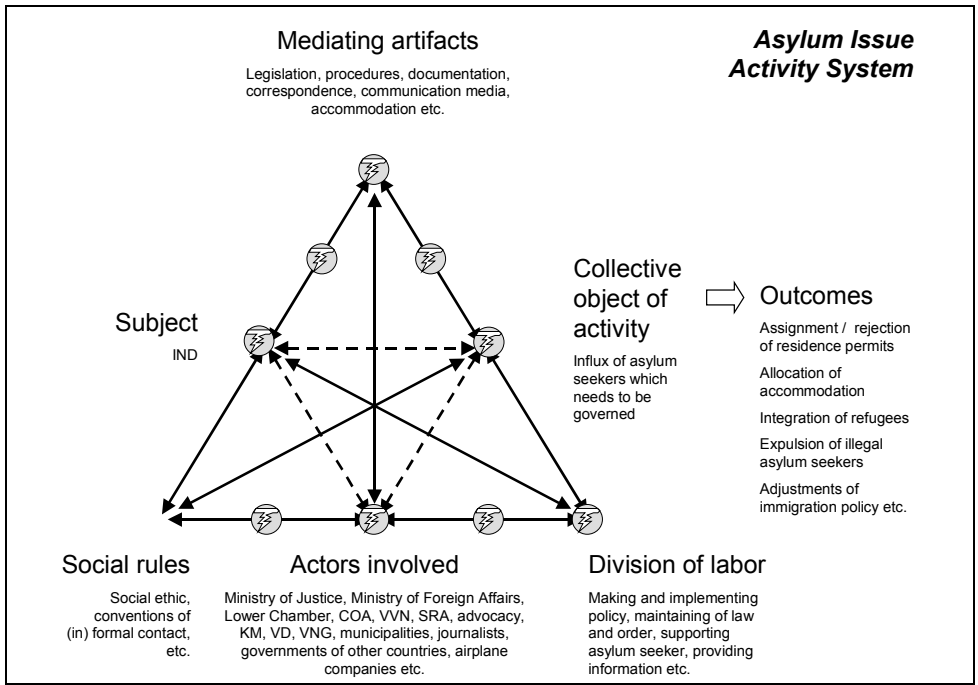 Mediating artifacts
Legislation, procedures, documentation,
correspondence, communication media,
accommodation etc.
Asylum Issue
Activity System
Subject
IND
Collective
object of
activity
Influx of asylum
seekers which
needs to be
governed
Outcomes
Assignment / rejection
of residence permits
Allocation of
accommodation
Integration of refugees
Expulsion of illegal
asylum seekers
Adjustments of
immigration policy etc.
Social rules
Social ethic,
conventions of
(in) formal contact,
etc.
Actors involved
Ministry of Justice, Ministry of Foreign Affairs,
Lower Chamber, COA, VVN, SRA, advocacy,
KM, VD, VNG, municipalities, journalists,
governments of other countries, airplane
companies etc.
Division of labor
Making and implementing
policy, maintaining of law
and order, supporting
asylum seeker, providing
information etc.